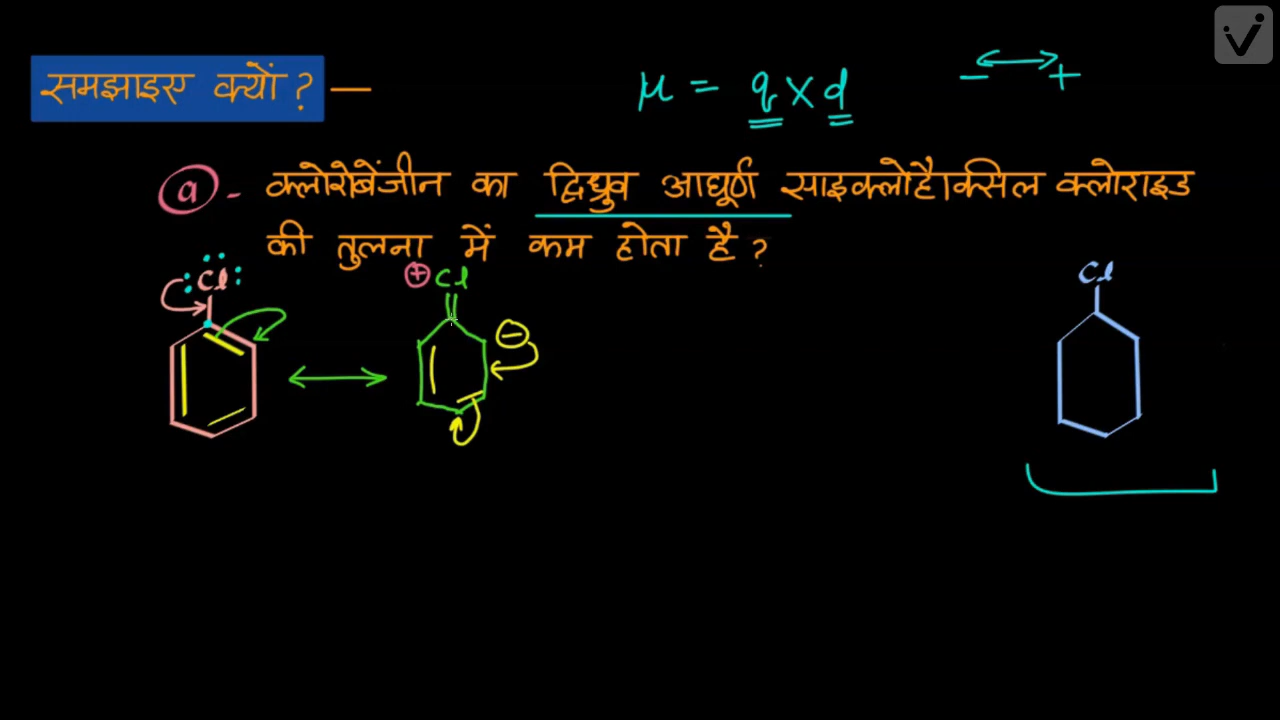 समझाइए क्यों? —
μ = q × d
− +
a - क्लोरोबेंजीन का द्विध्रुव आघूर्ण साइक्लोहैक्सिल क्लोराइड
की तुलना में कम होता है ?
Cl
+ Cl
−
Cl